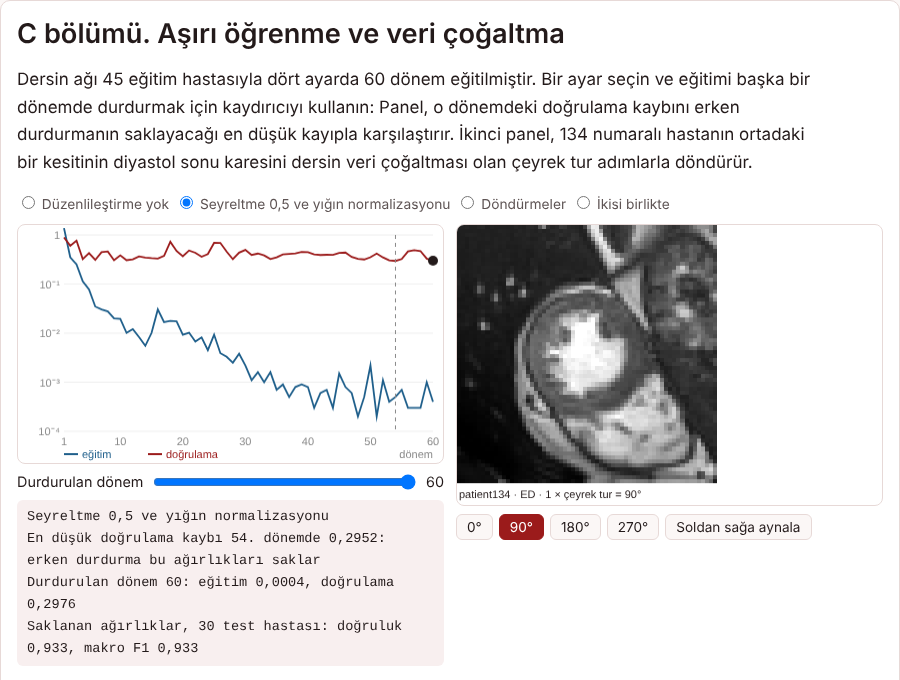 C bölümü. Aşırı öğrenme ve veri çoğaltma
Dersin ağı 45 eğitim hastasıyla dört ayarda 60 dönem eğitilmiştir. Bir ayar seçin ve eğitimi başka bir
dönemde durdurmak için kaydırıcıyı kullanın: Panel, o dönemdeki doğrulama kaybını erken
durdurmanın saklayacağı en düşük kayıpla karşılaştırır. İkinci panel, 134 numaralı hastanın ortadaki
bir kesitinin diyastol sonu karesini dersin veri çoğaltması olan çeyrek tur adımlarla döndürür.
Düzenlileştirme yok Seyreltme 0,5 ve yığın normalizasyonu Döndürmeler İkisi birlikte
1
10⁻¹
10⁻²
10⁻³
10⁻⁴
1 10 20 30 40 50 60
eğitim doğrulama dönem
Durdurulan dönem 60
Seyreltme 0,5 ve yığın normalizasyonu
En düşük doğrulama kaybı 54. dönemde 0,2952:
erken durdurma bu ağırlıkları saklar
Durdurulan dönem 60: eğitim 0,0004, doğrulama
0,2976
Saklanan ağırlıklar, 30 test hastası: doğruluk
0,933, makro F1 0,933
patient134 · ED · 1 × çeyrek tur = 90°
0° 90° 180° 270° Soldan sağa aynala